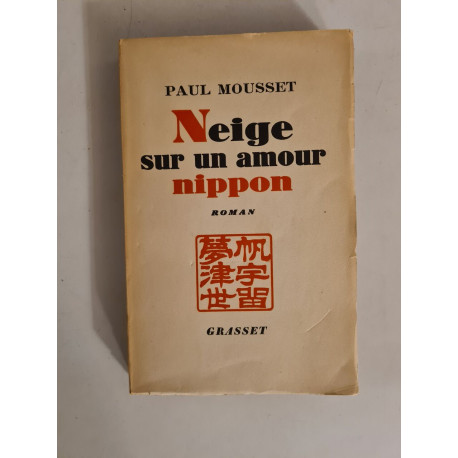 PAUL MOUSSET
Neige
sur un amour
nippon
ROMAN
帆宇留
夢津世
GRASSET